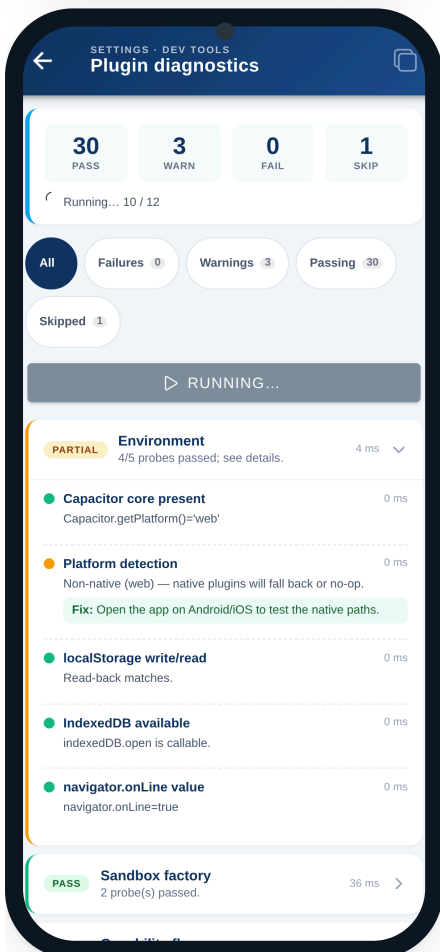 SETTINGS · DEV TOOLS
Plugin diagnostics
30 3 0 1
PASS WARN FAIL SKIP
Running… 10 / 12
All Failures 0 Warnings 3 Passing 30
Skipped 1
RUNNING…
PARTIAL Environment 4 ms
4/5 probes passed; see details.
Capacitor core present 0 ms
Capacitor.getPlatform()='web'
Platform detection 0 ms
Non-native (web) — native plugins will fall back or no-op.
Fix: Open the app on Android/iOS to test the native paths.
localStorage write/read 0 ms
Read-back matches.
IndexedDB available 0 ms
indexedDB.open is callable.
navigator.onLine value 0 ms
navigator.onLine=true
PASS Sandbox factory 36 ms
2 probe(s) passed.